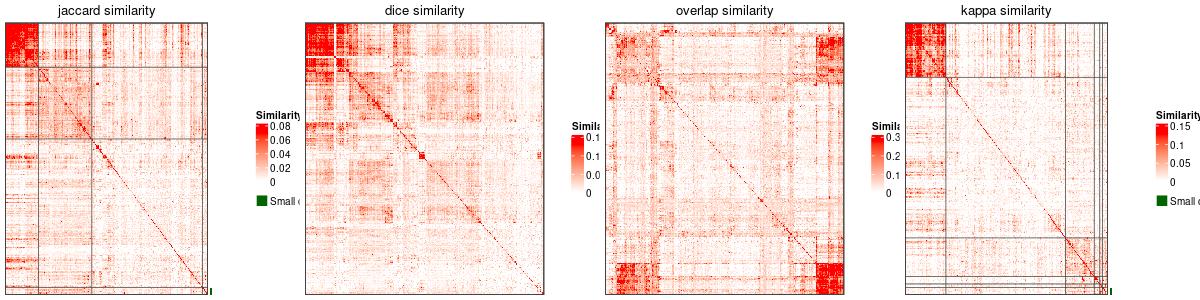 jaccard similarity
Similarity
0.08
0.06
0.04
0.02
0
Small
dice similarity
Simila
0.1
0.1
0.0
0
overlap similarity
Simila
0.3
0.2
0.1
0
kappa similarity
Similarity
0.15
0.1
0.05
0
Small